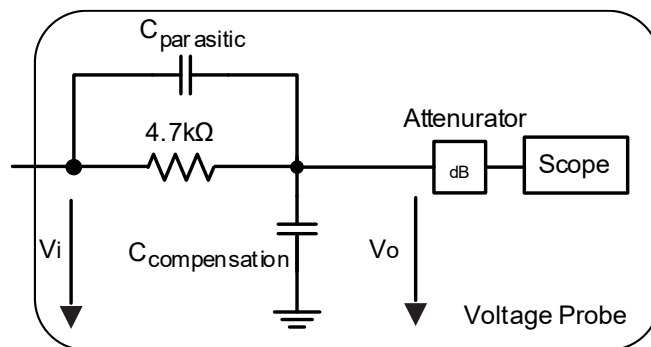 Cparasitic
4.7kΩ
Attenurator
dB
Scope
Vi
Ccompensation
Vo
Voltage Probe